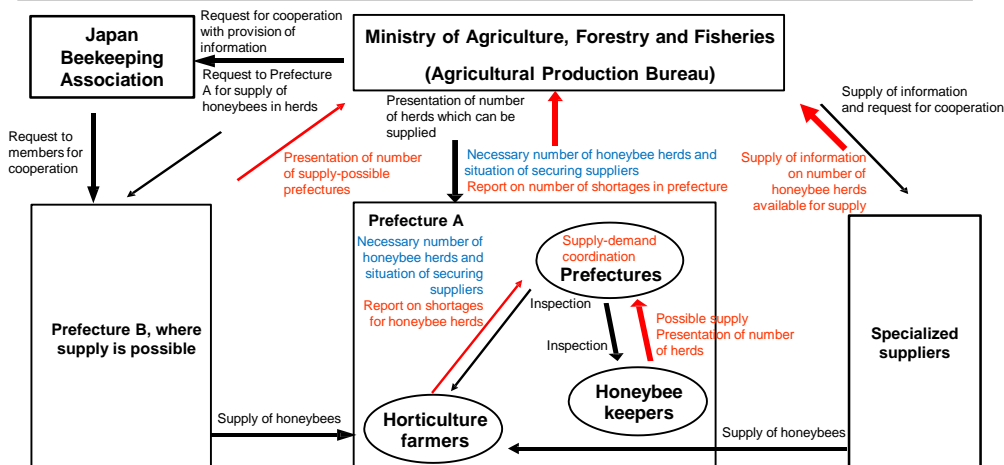 Japan
Beekeeping
Association
Request for cooperation
with provision of
information
Ministry of Agriculture, Forestry and Fisheries
(Agricultural Production Bureau)
Request to Prefecture
A for supply of
honeybees in herds
Request to
members for
cooperation
Presentation of number
of supply-possible
prefectures
Presentation of number
of herds which can be
supplied
Necessary number of honeybee herds and
situation of securing suppliers
Report on number of shortages in prefecture
Supply of information
and request for cooperation
Supply of information
on number of
honeybee herds
available for supply
Prefecture B, where
supply is possible
Prefecture A
Necessary number of
honeybee herds and
situation of securing
suppliers
Report on shortages
for honeybee herds
Supply-demand
coordination
Prefectures
Inspection
Inspection
Possible supply
Presentation of number
of herds
Honeybee
keepers
Horticulture
farmers
Specialized
suppliers
Supply of honeybees
Supply of honeybees